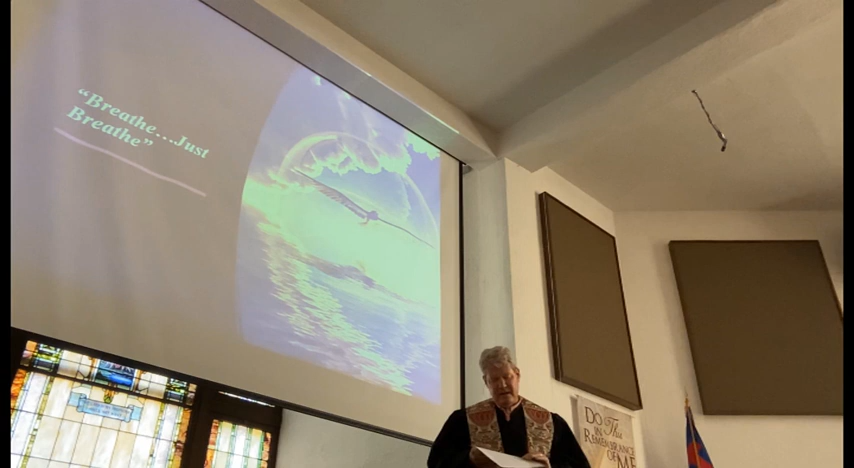 “Breathe…Just
Breathe”
DO This
IN
REMEMBRANCE
OF ME